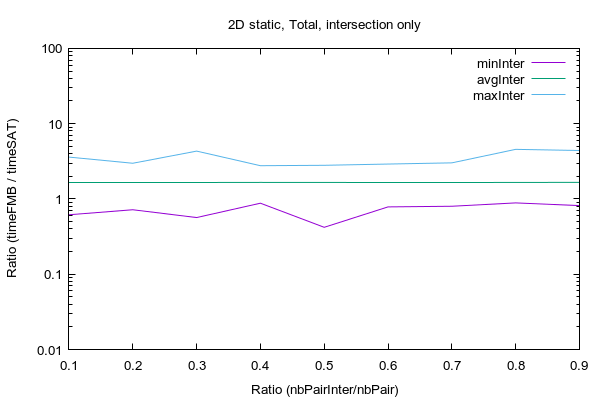 2D static, Total, intersection only
Ratio (timeFMB / timeSAT)
100
10
1
0.1
0.01
minInter
avgInter
maxInter
0.1 0.2 0.3 0.4 0.5 0.6 0.7 0.8 0.9
Ratio (nbPairInter/nbPair)